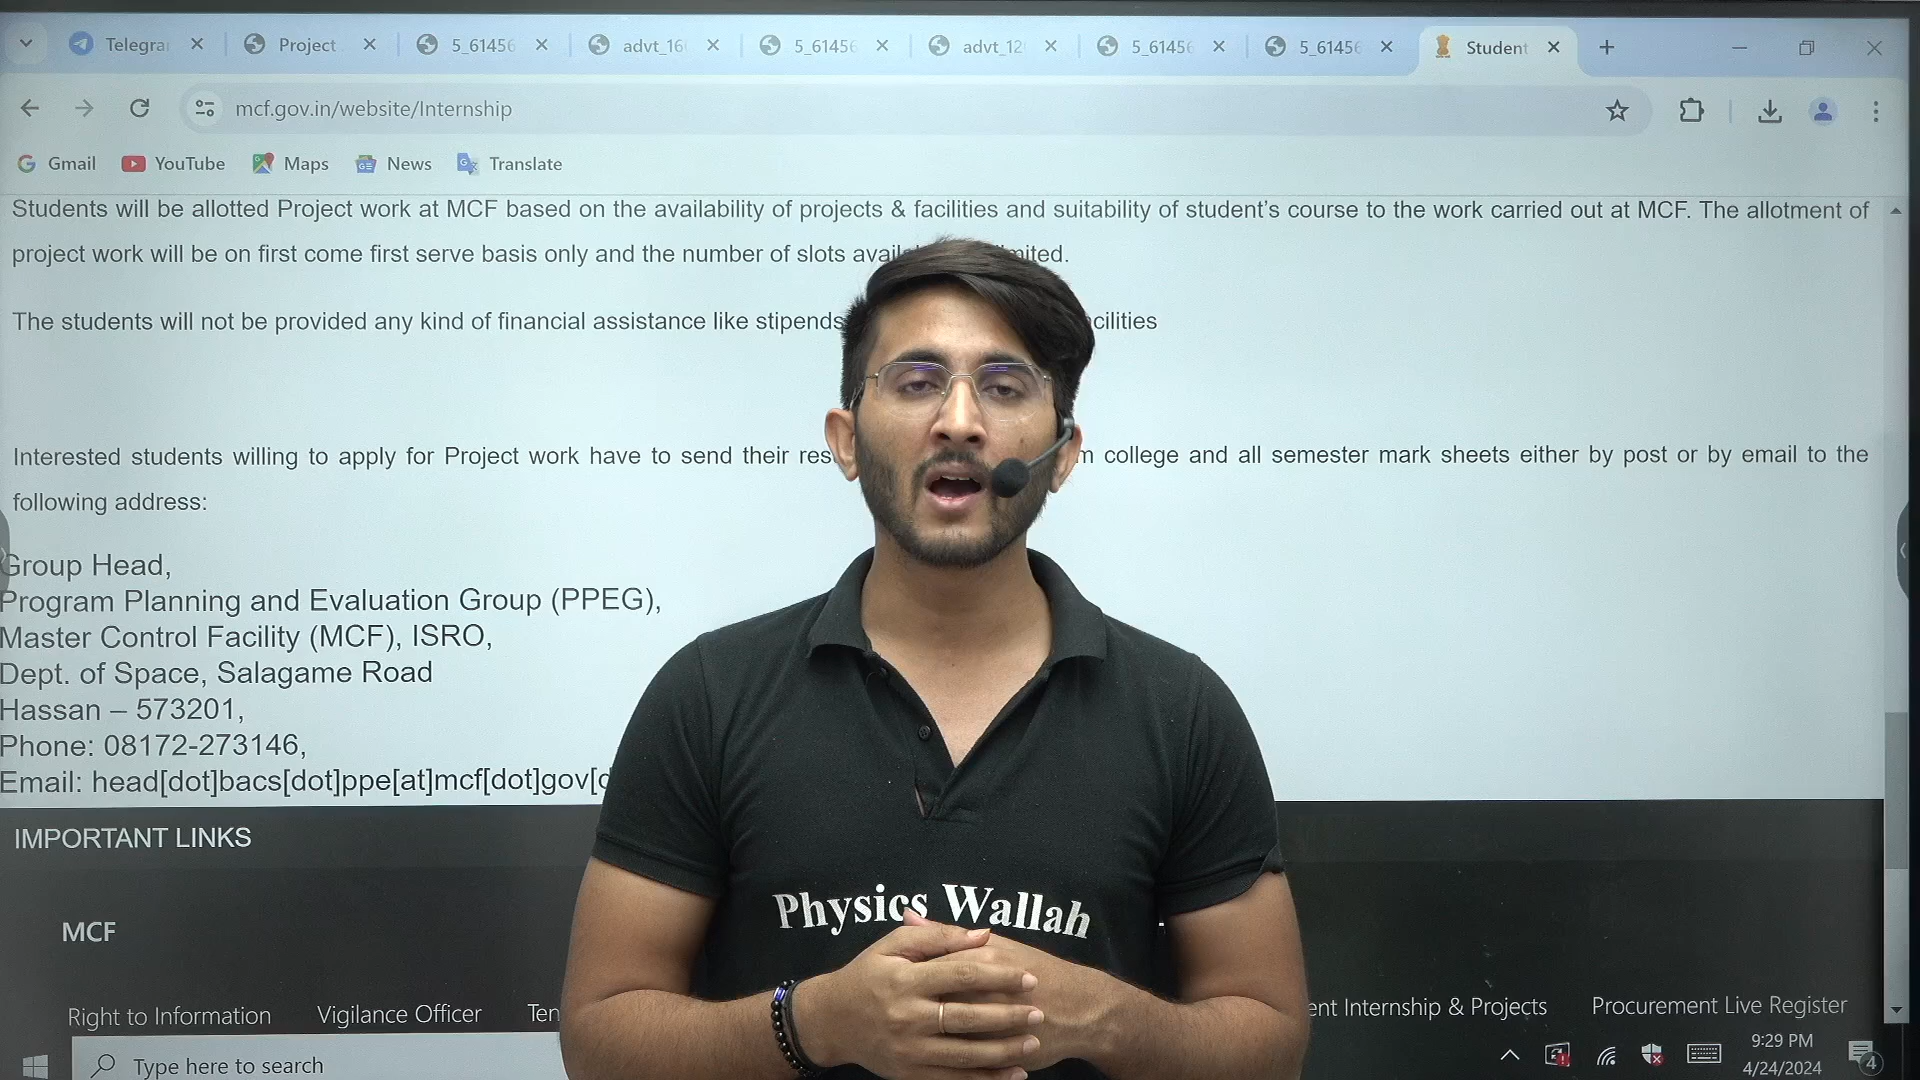 Telegra
Project
5_6145
advt_16
5_6145
advt_12
5_6145
5_6145
Student
mcf.gov.in/website/Internship
Gmail
YouTube
Maps
News
Translate
Students will be allotted Project work at MCF based on the availability of projects & facilities and suitability of student's course to the work carried out at MCF. The allotment of
project work will be on first come first serve basis only and the number of slots avail mited.
The students will not be provided any kind of financial assistance like stipends cilities
Interested students willing to apply for Project work have to send their res m college and all semester mark sheets either by post or by email to the
following address:
Group Head,
Program Planning and Evaluation Group (PPEG),
Master Control Facility (MCF), ISRO,
Dept. of Space, Salagame Road
Hassan – 573201,
Phone: 08172-273146,
Email: head[dot]bacs[dot]ppe[at]mcf[dot]gov[d
IMPORTANT LINKS
MCF
Physics Wallah
Right to Information
Vigilance Officer
Ten
ent Internship & Projects
Procurement Live Register
Type here to search
9:29 PM
4/24/2024
4